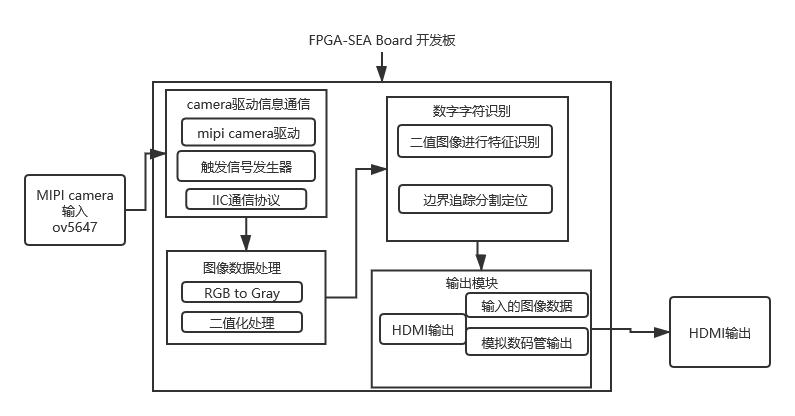 FPGA-SEA Board 开发板
camera驱动信息通信
mipi camera驱动
触发信号发生器
IIC通信协议
MIPI camera
输入
ov5647
图像数据处理
RGB to Gray
二值化处理
数字字符识别
二值图像进行特征识别
边界追踪分割定位
输出模块
HDMI输出
输入的图像数据
模拟数码管输出
HDMI输出